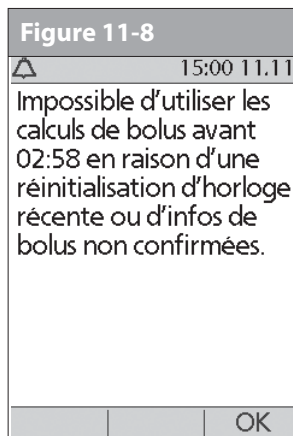 Figure 11-8
15:00 11.11
Impossible d’utiliser les
calculs de bolus avant
02:58 en raison d’une
réinitialisation d’horloge
récente ou d’infos de
bolus non confirmées.
OK